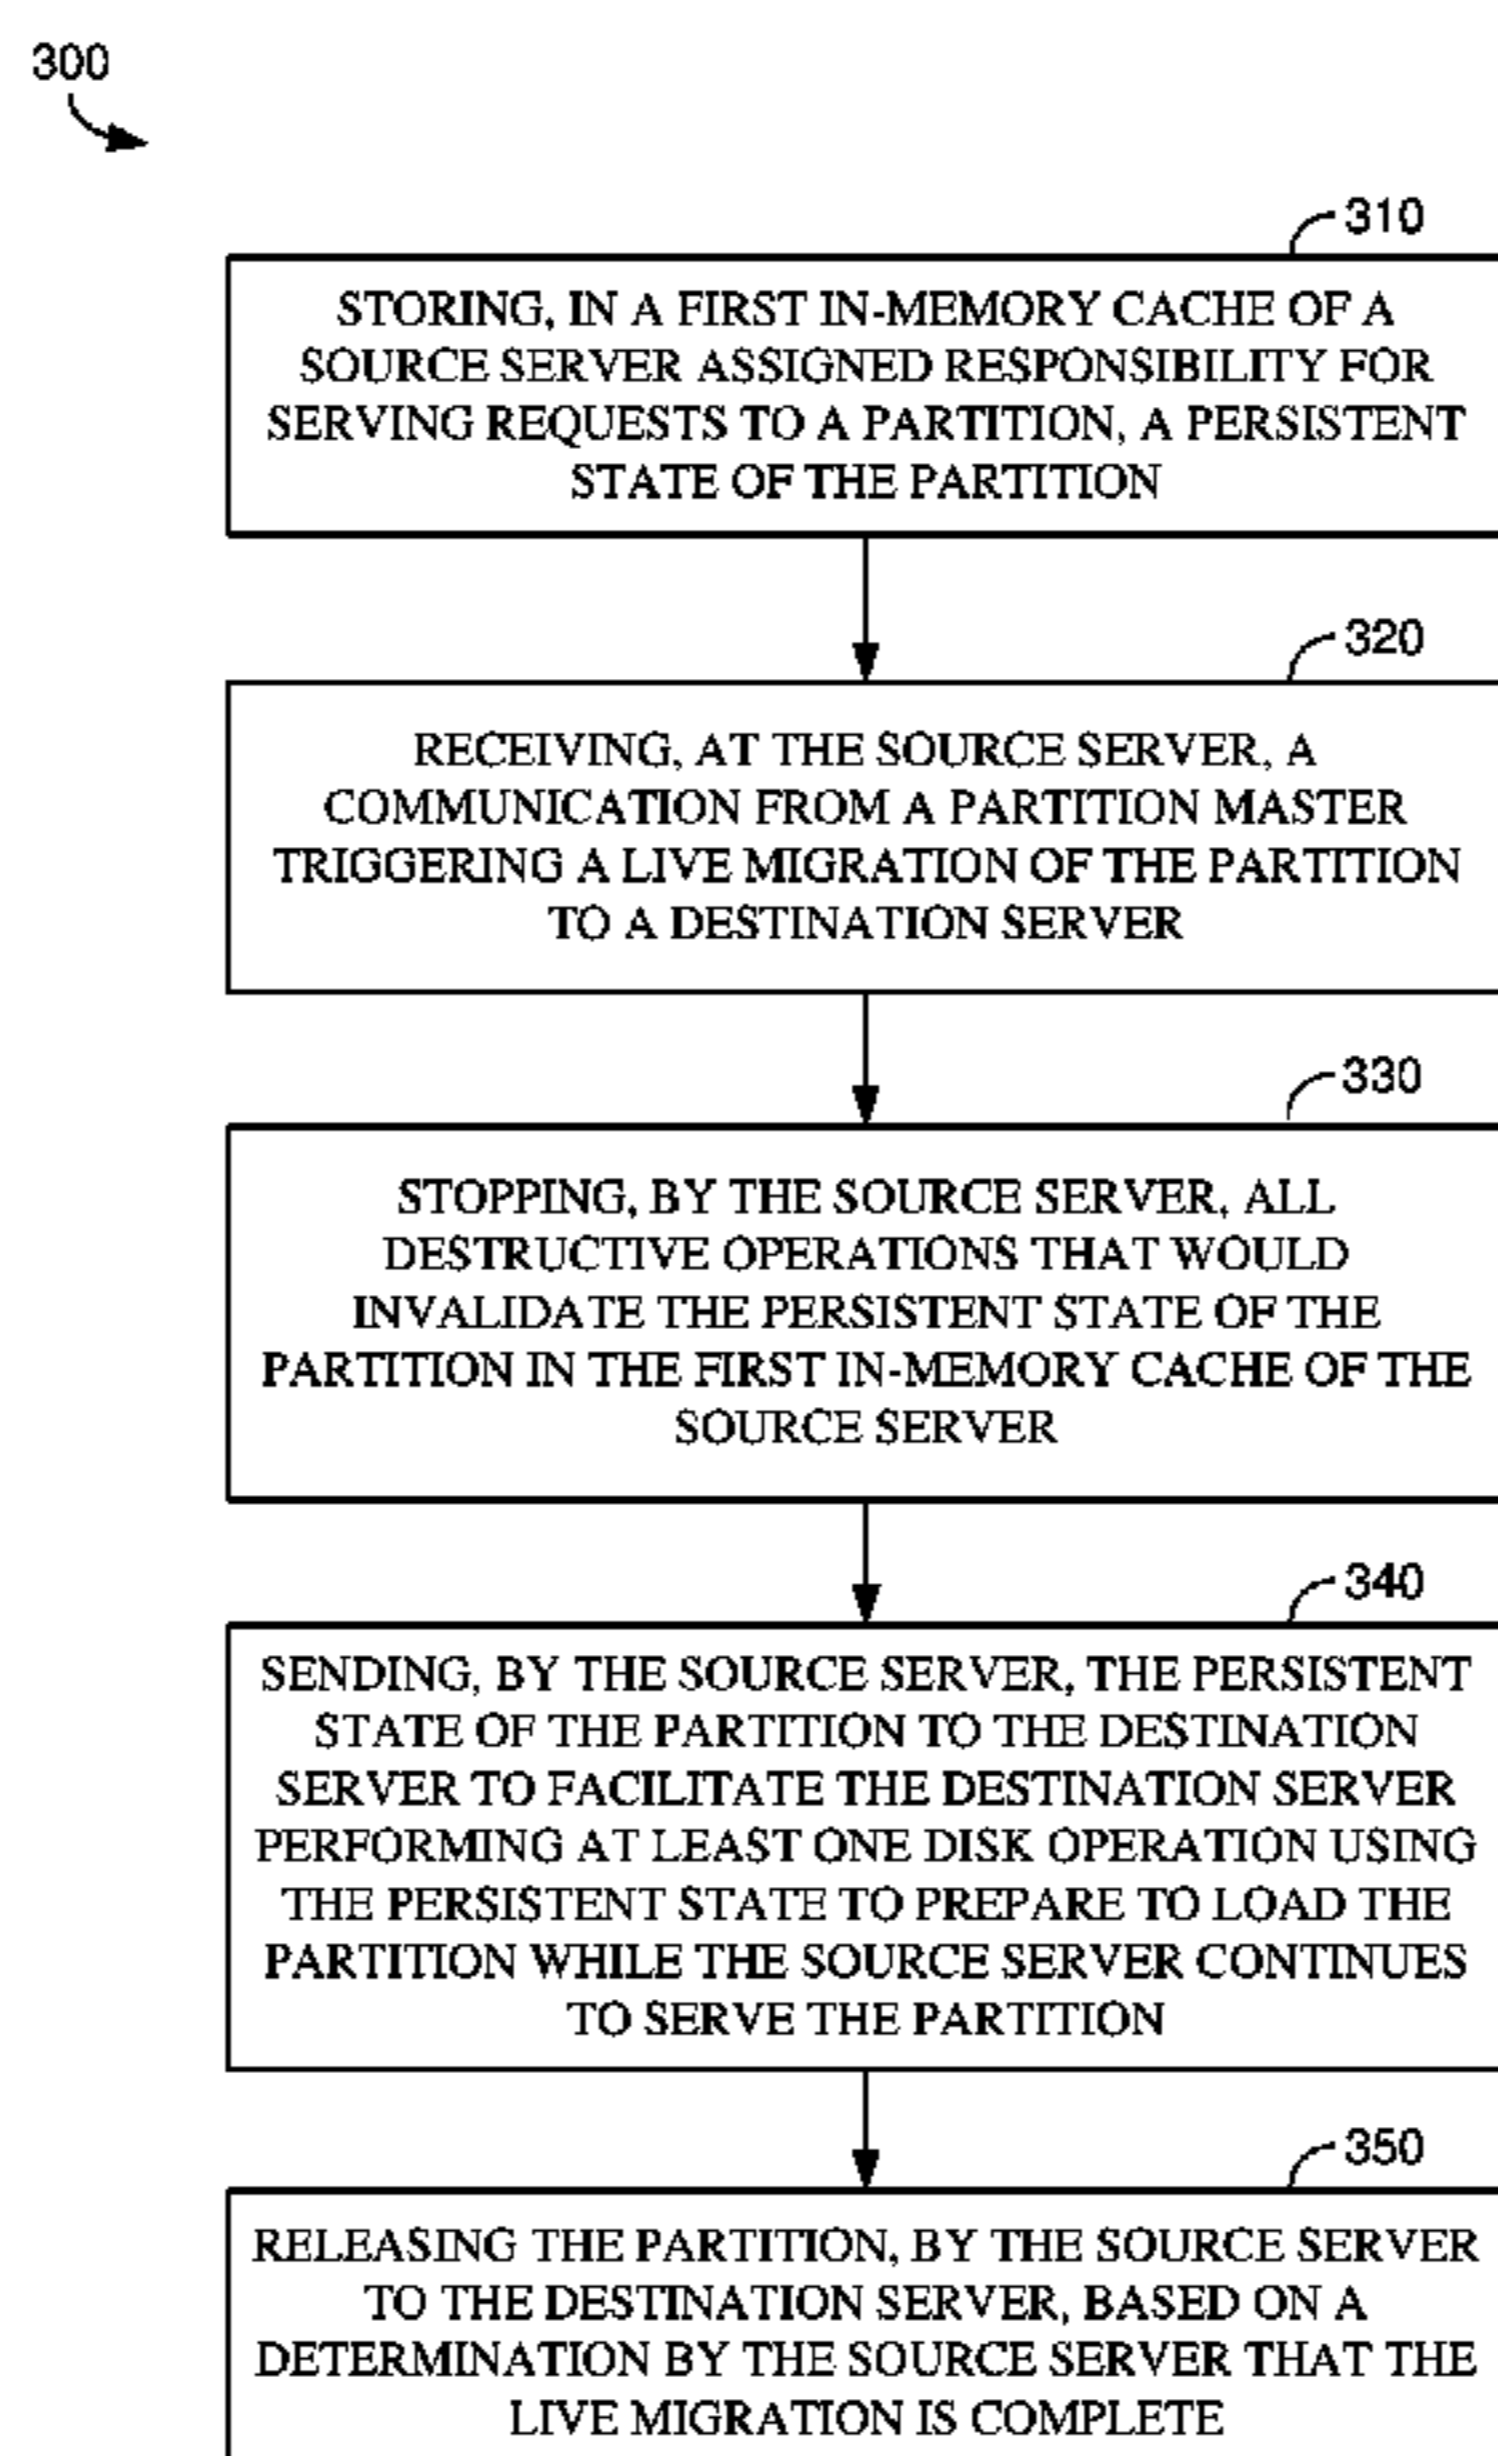 300
310
STORING, IN A FIRST IN-MEMORY CACHE OF A
SOURCE SERVER ASSIGNED RESPONSIBILITY FOR
SERVING REQUESTS TO A PARTITION, A PERSISTENT
STATE OF THE PARTITION
320
RECEIVING, AT THE SOURCE SERVER, A
COMMUNICATION FROM A PARTITION MASTER
TRIGGERING A LIVE MIGRATION OF THE PARTITION
TO A DESTINATION SERVER
330
STOPPING, BY THE SOURCE SERVER, ALL
DESTRUCTIVE OPERATIONS THAT WOULD
INVALIDATE THE PERSISTENT STATE OF THE
PARTITION IN THE FIRST IN-MEMORY CACHE OF THE
SOURCE SERVER
340
SENDING, BY THE SOURCE SERVER, THE PERSISTENT
STATE OF THE PARTITION TO THE DESTINATION
SERVER TO FACILITATE THE DESTINATION SERVER
PERFORMING AT LEAST ONE DISK OPERATION USING
THE PERSISTENT STATE TO PREPARE TO LOAD THE
PARTITION WHILE THE SOURCE SERVER CONTINUES
TO SERVE THE PARTITION
350
RELEASING THE PARTITION, BY THE SOURCE SERVER
TO THE DESTINATION SERVER, BASED ON A
DETERMINATION BY THE SOURCE SERVER THAT THE
LIVE MIGRATION IS COMPLETE